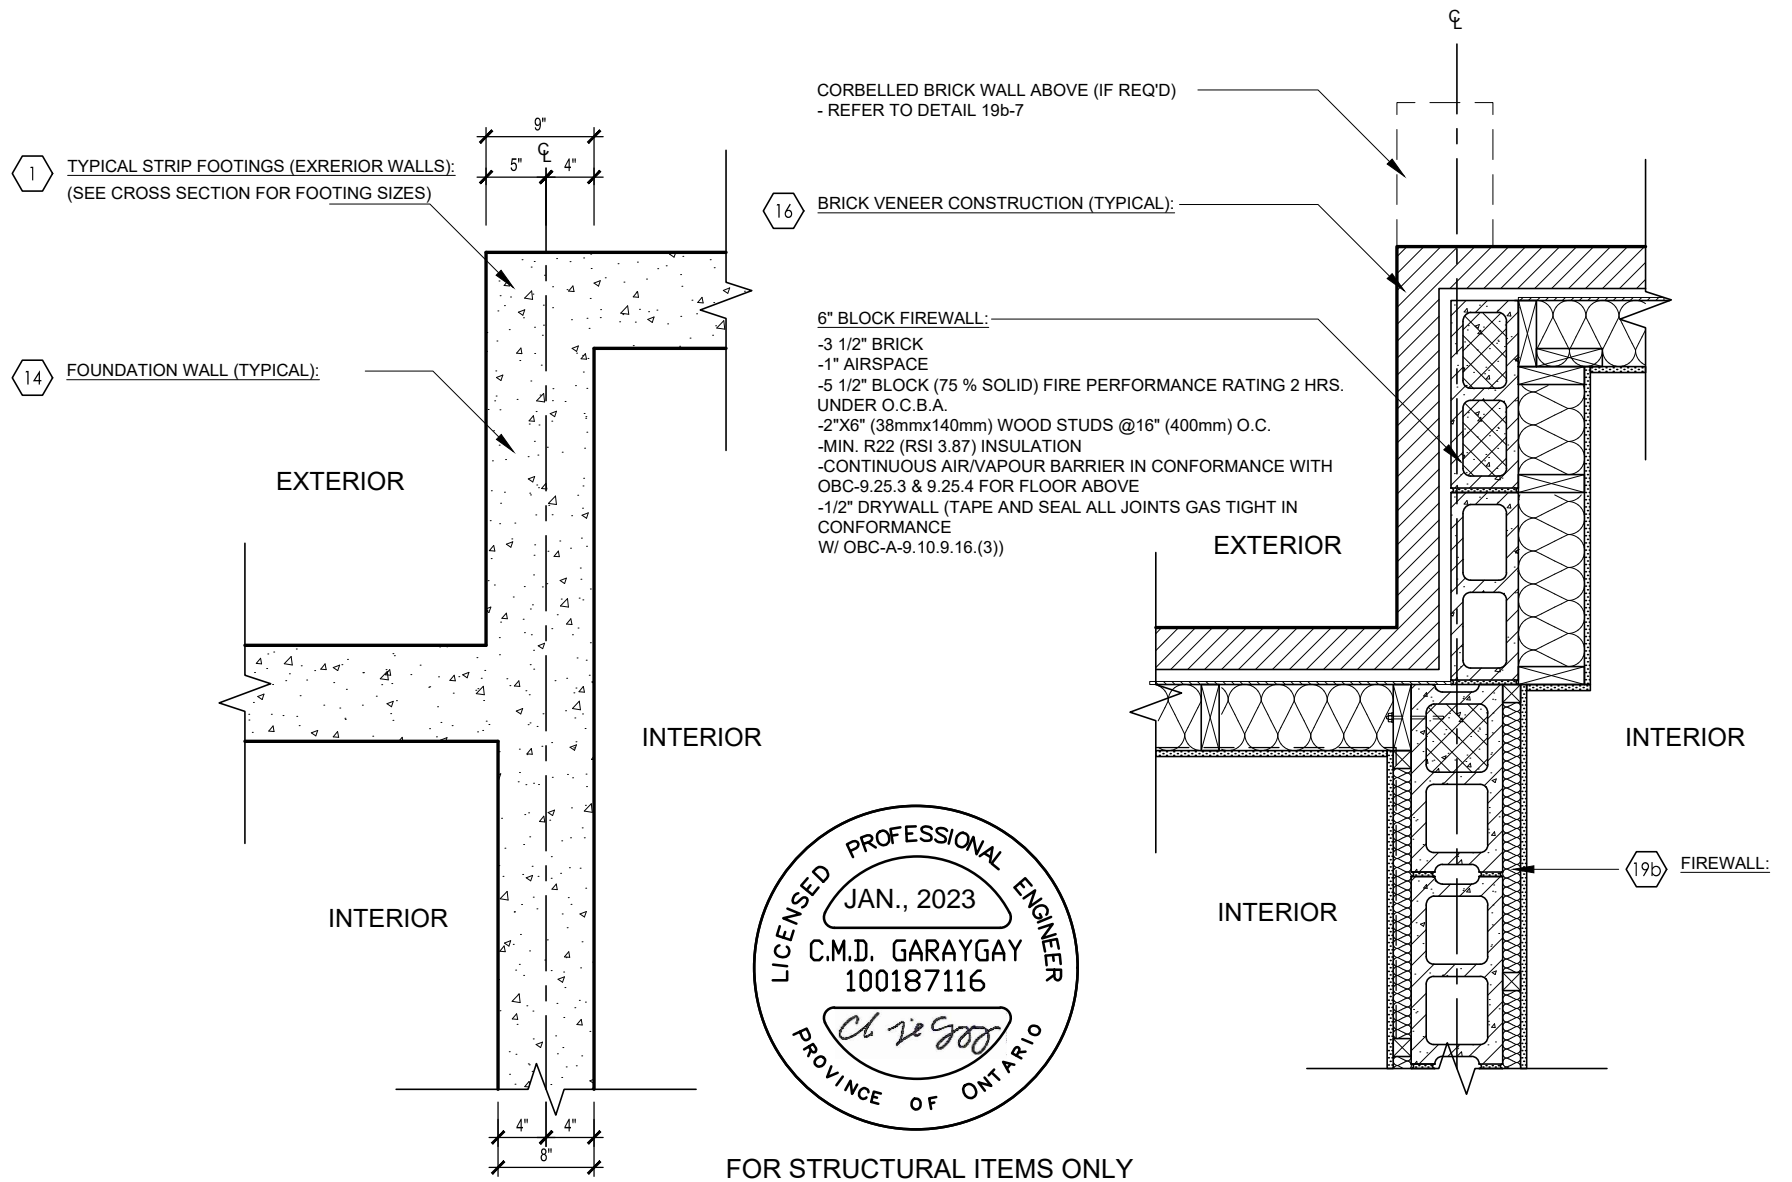 9"
℄
5" 4"
1 TYPICAL STRIP FOOTINGS (EXRERIOR WALLS):
(SEE CROSS SECTION FOR FOOTING SIZES)
14 FOUNDATION WALL (TYPICAL):
EXTERIOR
INTERIOR
INTERIOR
4" 4"
8"
℄
CORBELLED BRICK WALL ABOVE (IF REQ'D)
- REFER TO DETAIL 19b-7
16 BRICK VENEER CONSTRUCTION (TYPICAL):
6" BLOCK FIREWALL:
-3 1/2" BRICK
-1" AIRSPACE
-5 1/2" BLOCK (75 % SOLID) FIRE PERFORMANCE RATING 2 HRS.
UNDER O.C.B.A.
-2"X6" (38mmx140mm) WOOD STUDS @16" (400mm) O.C.
-MIN. R22 (RSI 3.87) INSULATION
-CONTINUOUS AIR/VAPOUR BARRIER IN CONFORMANCE WITH
OBC-9.25.3 & 9.25.4 FOR FLOOR ABOVE
-1/2" DRYWALL (TAPE AND SEAL ALL JOINTS GAS TIGHT IN
CONFORMANCE
W/ OBC-A-9.10.9.16.(3))
EXTERIOR
INTERIOR
19b FIREWALL:
INTERIOR
LICENSED PROFESSIONAL ENGINEER
JAN., 2023
C.M.D. GARAYGAY
100187116
PROVINCE OF ONTARIO
FOR STRUCTURAL ITEMS ONLY